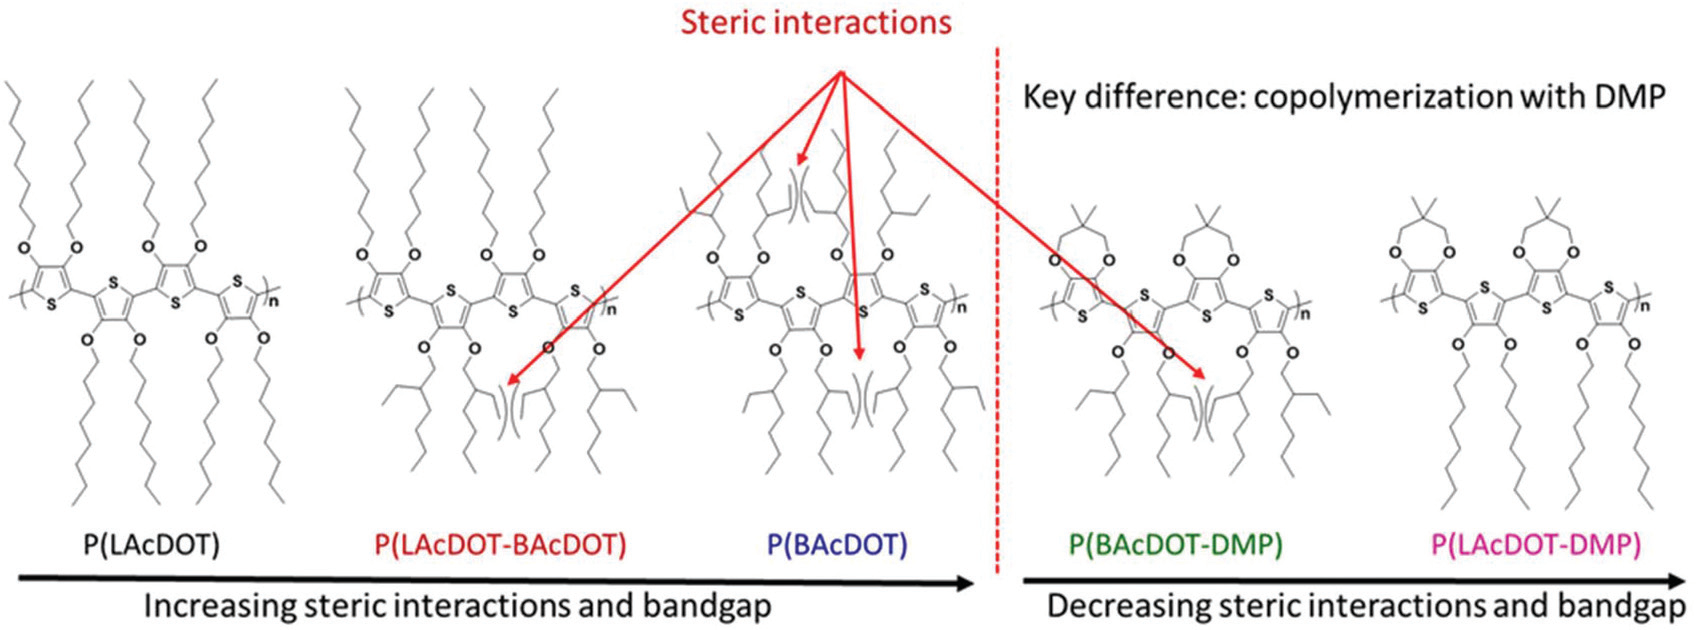 Steric interactions
Key difference: copolymerization with DMP
O O O O
S S S S n
O O O O
O O O O
S S S S n
O O O O
O O O O
S S S S n
O O O O
O O O O
S S S S n
O O O O
O O O O
S S S S n
O O O O
P(LAcDOT)
P(LAcDOT-BAcDOT)
P(BAcDOT)
P(BAcDOT-DMP)
P(LAcDOT-DMP)
Increasing steric interactions and bandgap
Decreasing steric interactions and bandgap